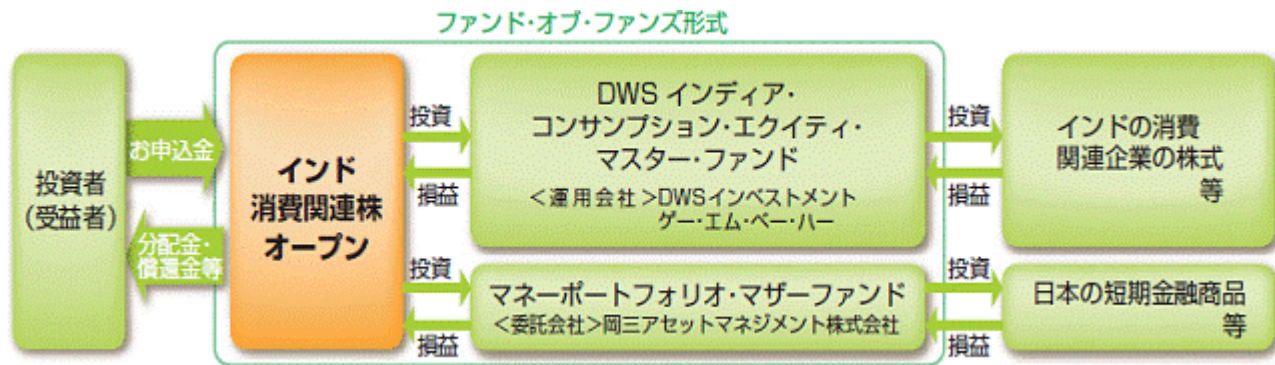 ファンド・オブ・ファンズ形式
投資者
(受益者)
お申込金
分配金・
償還金等
インド
消費関連株
オープン
投資
損益
DWS インディア・
コンサンプション・エクイティ・
マスター・ファンド
<運用会社>DWSインベストメント
ゲー・エム・ベー・ハー
投資
損益
インドの消費
関連企業の株式
等
投資
損益
マネーポートフォリオ・マザーファンド
<委託会社>岡三アセットマネジメント株式会社
投資
損益
日本の短期金融商品
等